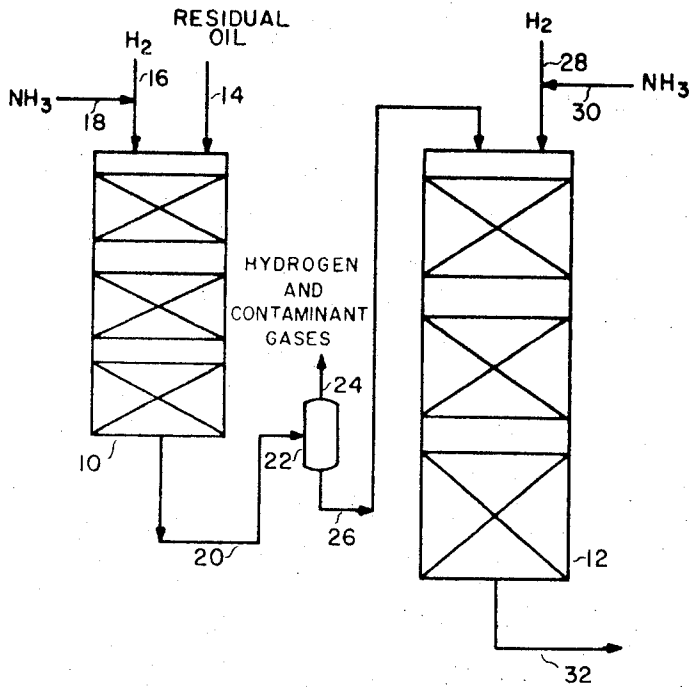 RESIDUAL
OIL
H2
16
14
NH3
18
H2
28
NH3
30
HYDROGEN
AND
CONTAMINANT
GASES
24
22
26
10
20
12
32